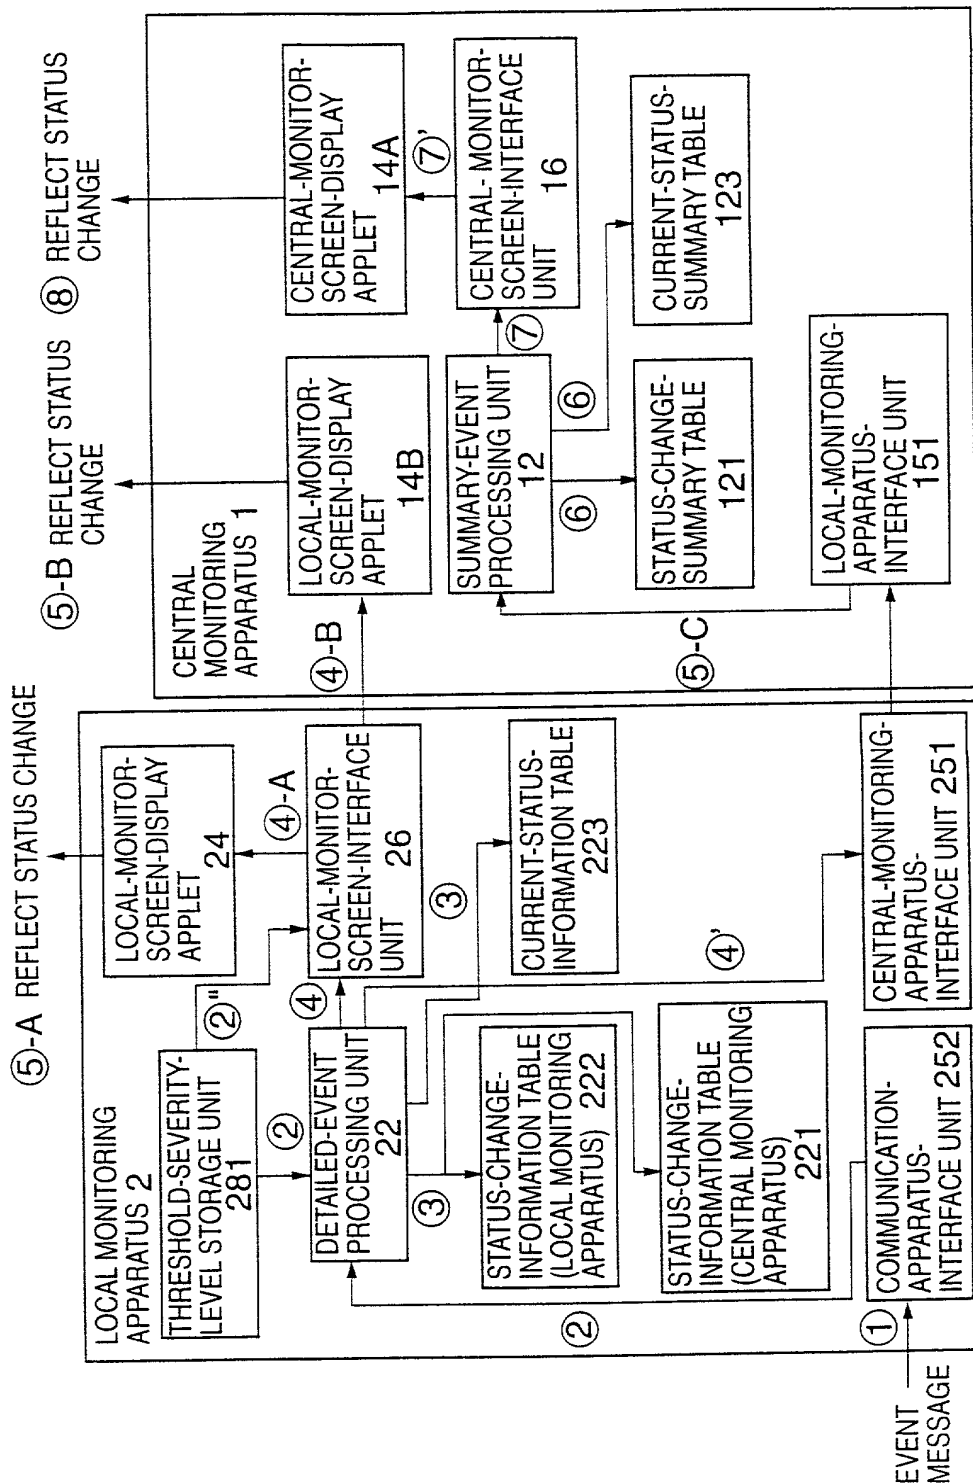 ⑤-A REFLECT STATUS CHANGE
⑤-B REFLECT STATUS
CHANGE
⑧ REFLECT STATUS
CHANGE
LOCAL MONITORING
APPARATUS 2
THRESHOLD-SEVERITY-
LEVEL STORAGE UNIT
281
②"
LOCAL-MONITOR-
SCREEN-DISPLAY
APPLET
24
②
④-A
DETAILED-EVENT
PROCESSING UNIT
22
④
LOCAL-MONITOR-
SCREEN-INTERFACE
UNIT
26
③
③
STATUS-CHANGE-
INFORMATION TABLE
(LOCAL MONITORING
APPARATUS) 222
CURRENT-STATUS-
INFORMATION TABLE
223
STATUS-CHANGE-
INFORMATION TABLE
(CENTRAL MONITORING
APPARATUS)
221
②
④'
①
EVENT
MESSAGE
COMMUNICATION-
APPARATUS-
INTERFACE UNIT 252
CENTRAL-MONITORING-
APPARATUS-
INTERFACE UNIT 251
CENTRAL
MONITORING
APPARATUS 1
④-B
LOCAL-MONITOR-
SCREEN-DISPLAY
APPLET
14B
CENTRAL-MONITOR-
SCREEN-DISPLAY
APPLET
14A
⑦'
SUMMARY-EVENT
PROCESSING UNIT
12
⑦
CENTRAL- MONITOR-
SCREEN-INTERFACE
UNIT
16
⑥
⑥
STATUS-CHANGE-
SUMMARY TABLE
121
CURRENT-STATUS-
SUMMARY TABLE
123
⑤-C
LOCAL-MONITORING-
APPARATUS-
INTERFACE UNIT
151